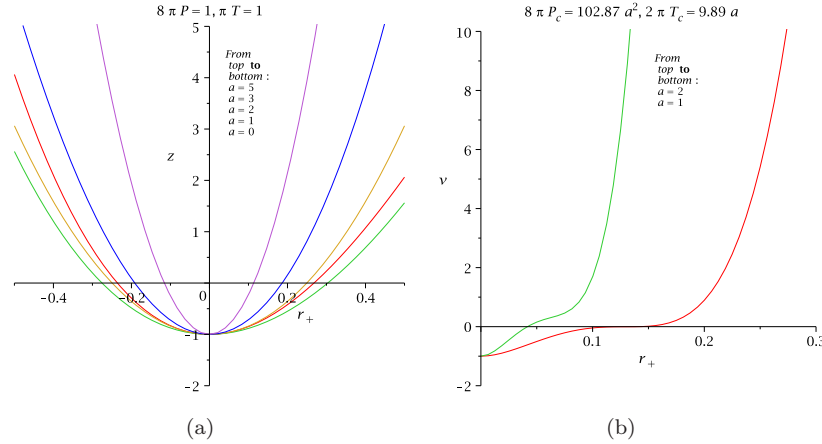 8 π P = 1, π T = 1
5
4
3
2
1
0
−1
−2
z
From
top to
bottom :
a = 5
a = 3
a = 2
a = 1
a = 0
−0.4
−0.2
0.2
0.4
r+
(a)
8 π Pc = 102.87 a², 2 π Tc = 9.89 a
10
8
6
4
2
0
−2
v
From
top to
bottom :
a = 2
a = 1
0.1
0.2
0.3
r+
(b)